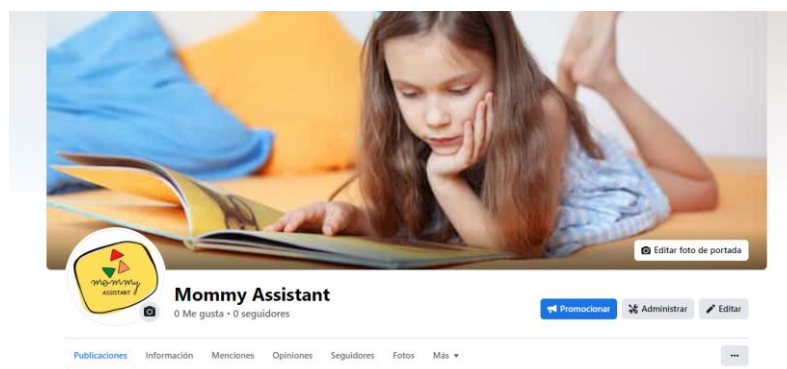 Editar foto de portada
mommy
ASSISTANT
Mommy Assistant
0 Me gusta • 0 seguidores
Promocionar
Administrar
Editar
Publicaciones
Información
Menciones
Opiniones
Seguidores
Fotos
Más